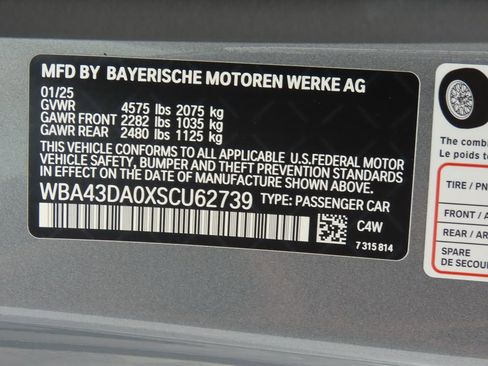 MFD BY BAYERISCHE MOTOREN WERKE AG
01/25
GVWR 4575 lbs 2075 kg
GAWR FRONT 2282 lbs 1035 kg
GAWR REAR 2480 lbs 1125 kg
THIS VEHICLE CONFORMS TO ALL APPLICABLE U.S.FEDERAL MOTOR
VEHICLE SAFETY, BUMPER, AND THEFT PREVENTION STANDARDS
IN EFFECT ON THE DATE OF MANUFACTURE SHOWN ABOVE.
WBA43DA0XSCU62739 TYPE: PASSENGER CAR
C4W
7 315 814
The combin
Le poids to
TIRE / PN
FRONT / A
REAR / AR
SPARE
DE SECOU